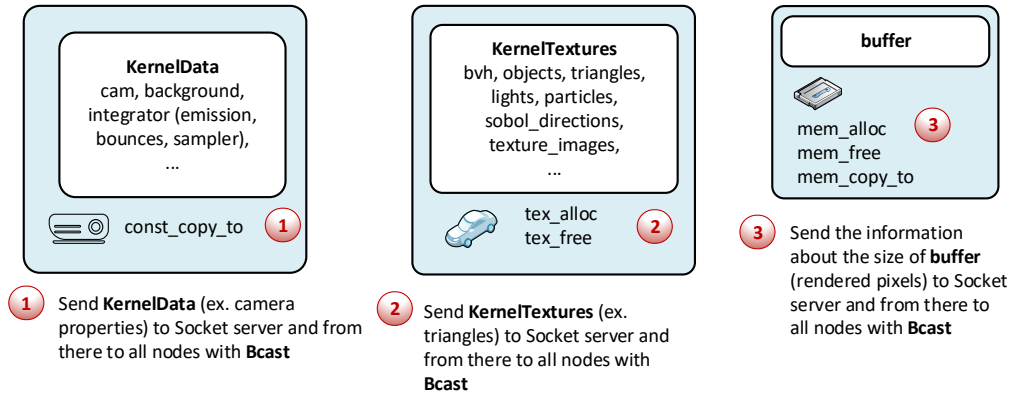 KernelData
cam, background,
integrator (emission,
bounces, sampler),
...
const_copy_to
1
1
Send KernelData (ex. camera
properties) to Socket server and from
there to all nodes with Bcast
KernelTextures
bvh, objects, triangles,
lights, particles,
sobol_directions,
texture_images,
...
tex_alloc
tex_free
2
2
Send KernelTextures (ex.
triangles) to Socket server and
from there to all nodes with
Bcast
buffer
mem_alloc
mem_free
mem_copy_to
3
3
Send the information
about the size of buffer
(rendered pixels) to Socket
server and from there to
all nodes with Bcast